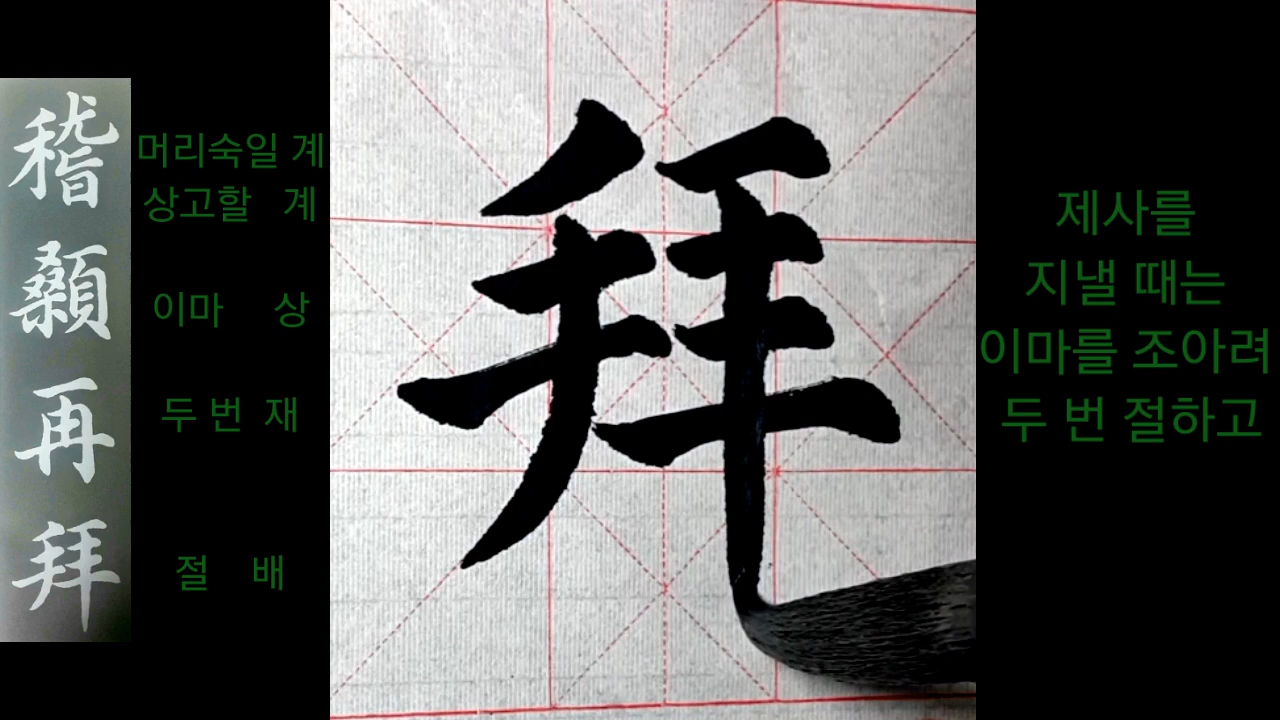 稽
顙
再
拜
머리숙일 계
상고할 계
이마 상
두 번 재
절 배
拜
제사를
지낼 때는
이마를 조아려
두 번 절하고